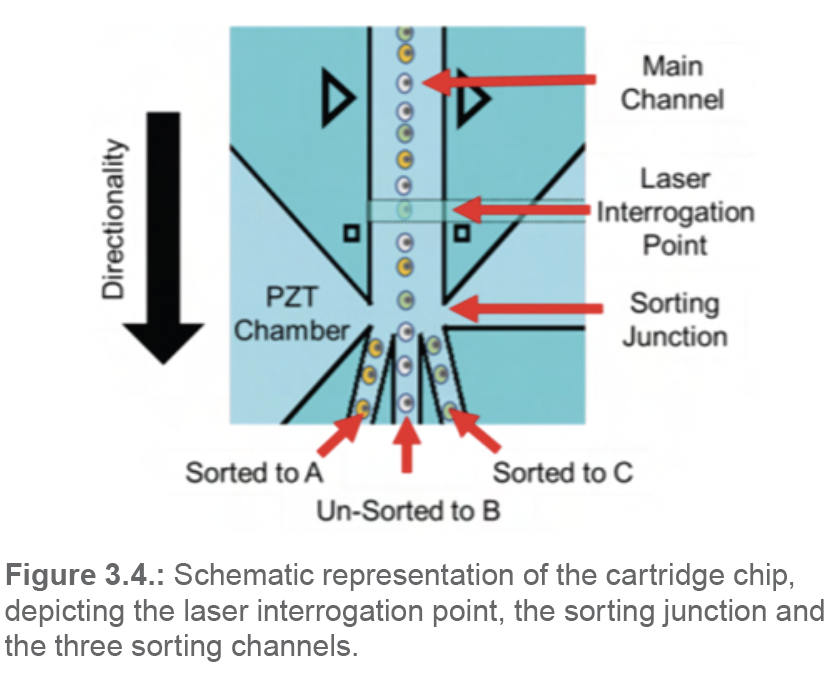 Main
Channel
Directionality
Laser
Interrogation
Point
PZT
Chamber
Sorting
Junction
Sorted to A
Sorted to C
Un-Sorted to B
Figure 3.4.: Schematic representation of the cartridge chip,
depicting the laser interrogation point, the sorting junction and
the three sorting channels.